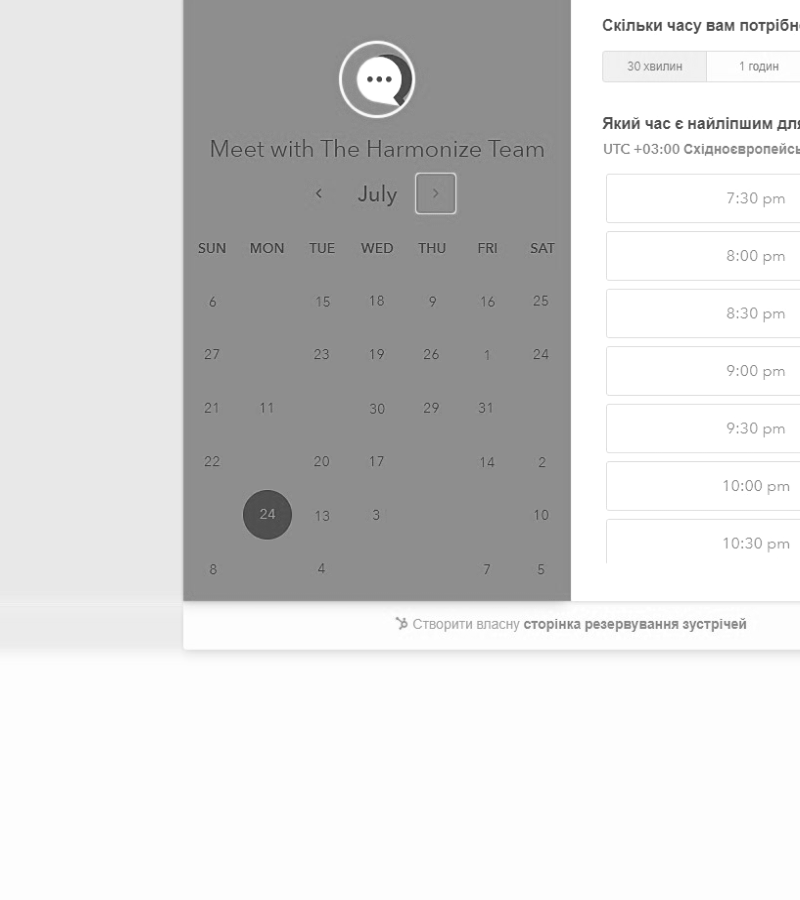 Meet with The Harmonize Team
July
SUN MON TUE WED THU FRI SAT
6 15 18 9 16 25
27 23 19 26 1 24
21 11 30 29 31
22 20 17 14 2
24 13 3 10
8 4 7 5
Скільки часу вам потрібн
30 хвилин 1 годин
Який час є найліпшим для
UTC +03:00 Східноєвропейсь
7:30 pm
8:00 pm
8:30 pm
9:00 pm
9:30 pm
10:00 pm
10:30 pm
Створити власну сторінка резервування зустрічей